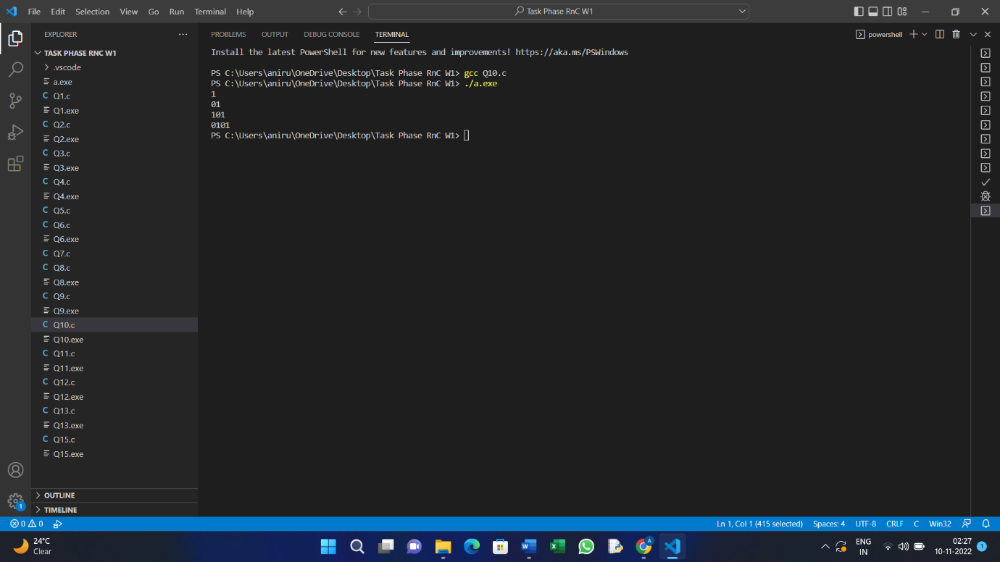 File Edit Selection View Go Run Terminal Help
Task Phase RnC W1
EXPLORER
TASK PHASE RNC W1
.vscode
a.exe
Q1.c
Q1.exe
Q2.c
Q2.exe
Q3.c
Q3.exe
Q4.c
Q4.exe
Q5.c
Q6.c
Q6.exe
Q7.c
Q8.c
Q8.exe
Q9.c
Q9.exe
Q10.c
Q10.exe
Q11.c
Q11.exe
Q12.c
Q12.exe
Q13.c
Q13.exe
Q15.c
Q15.exe
OUTLINE
TIMELINE
PROBLEMS OUTPUT DEBUG CONSOLE TERMINAL
powershell
Install the latest PowerShell for new features and improvements! https://aka.ms/PSWindows
PS C:\Users\aniru\OneDrive\Desktop\Task Phase RnC W1> gcc Q10.c
PS C:\Users\aniru\OneDrive\Desktop\Task Phase RnC W1> ./a.exe
1
01
101
0101
PS C:\Users\aniru\OneDrive\Desktop\Task Phase RnC W1>
1
0 0
Ln 1, Col 1 (415 selected) Spaces: 4 UTF-8 CRLF C Win32
24°C
Clear
ENG
IN
02:27
10-11-2022
1